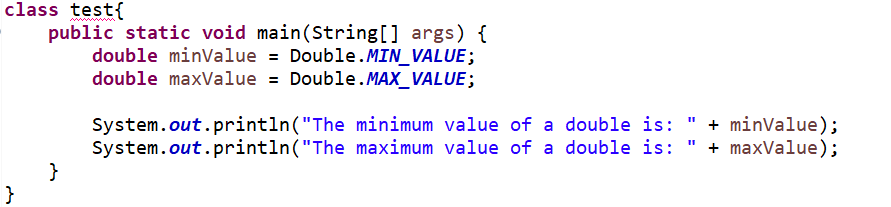 class test{
    public static void main(String[] args) {
        double minValue = Double.MIN_VALUE;
        double maxValue = Double.MAX_VALUE;

        System.out.println("The minimum value of a double is: " + minValue);
        System.out.println("The maximum value of a double is: " + maxValue);
    }
}